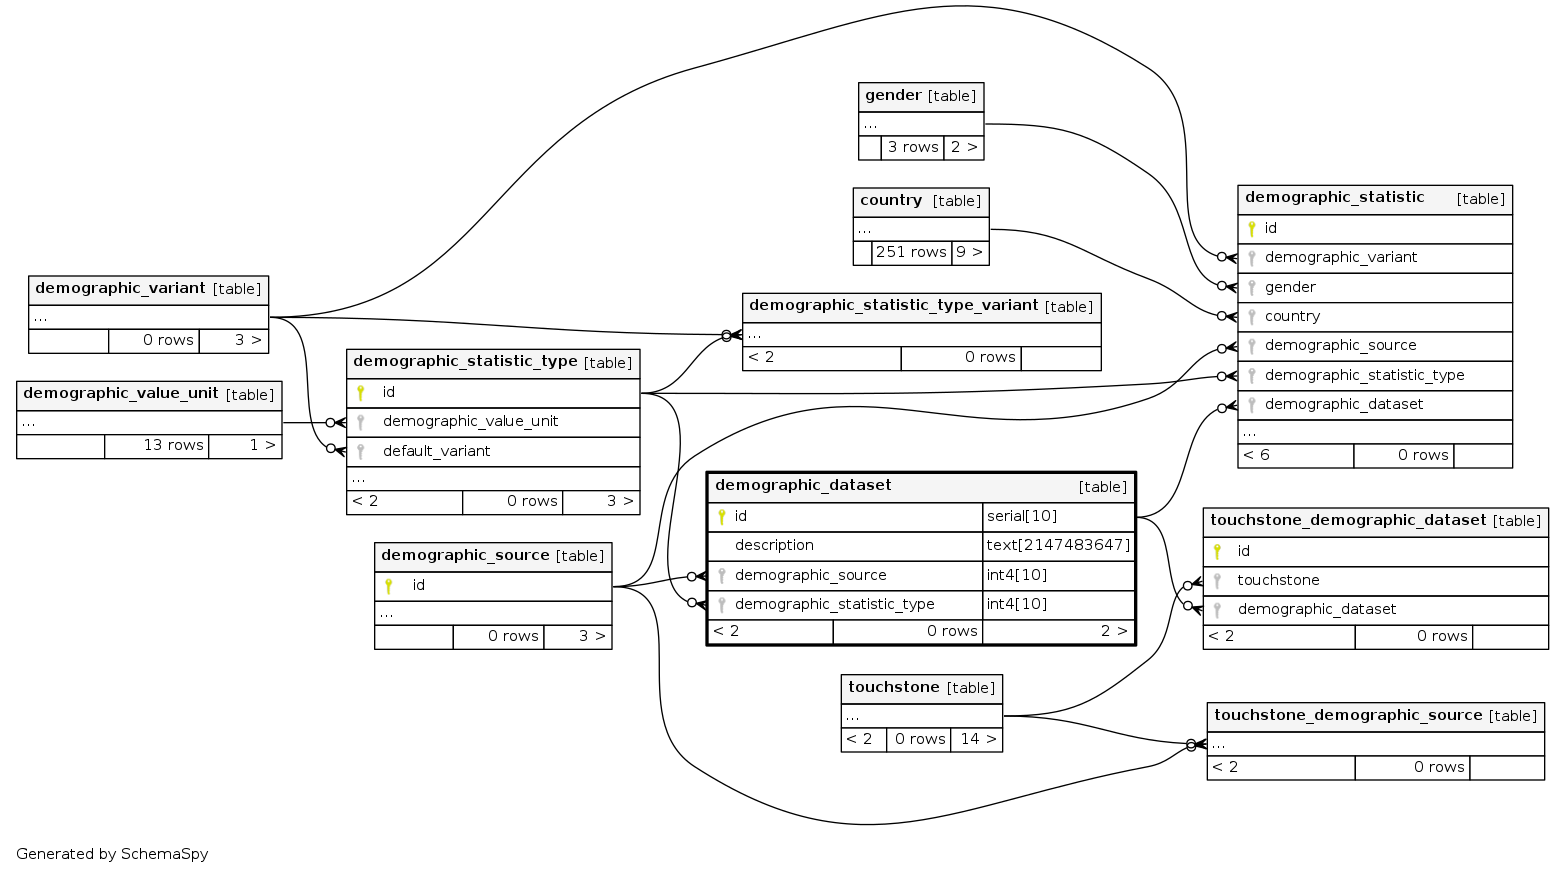 gender [table]
...
3 rows 2 >
country [table]
...
251 rows 9 >
demographic_statistic [table]
id
demographic_variant
gender
country
demographic_source
demographic_statistic_type
demographic_dataset
...
< 6 0 rows
demographic_variant [table]
...
0 rows 3 >
demographic_statistic_type_variant [table]
...
< 2 0 rows
demographic_value_unit [table]
...
13 rows 1 >
demographic_statistic_type [table]
id
demographic_value_unit
default_variant
...
< 2 0 rows 3 >
demographic_dataset [table]
id serial[10]
description text[2147483647]
demographic_source int4[10]
demographic_statistic_type int4[10]
< 2 0 rows 2 >
demographic_source [table]
id
...
0 rows 3 >
touchstone_demographic_dataset [table]
id
touchstone
demographic_dataset
< 2 0 rows
touchstone [table]
...
< 2 0 rows 14 >
touchstone_demographic_source [table]
...
< 2 0 rows
Generated by SchemaSpy